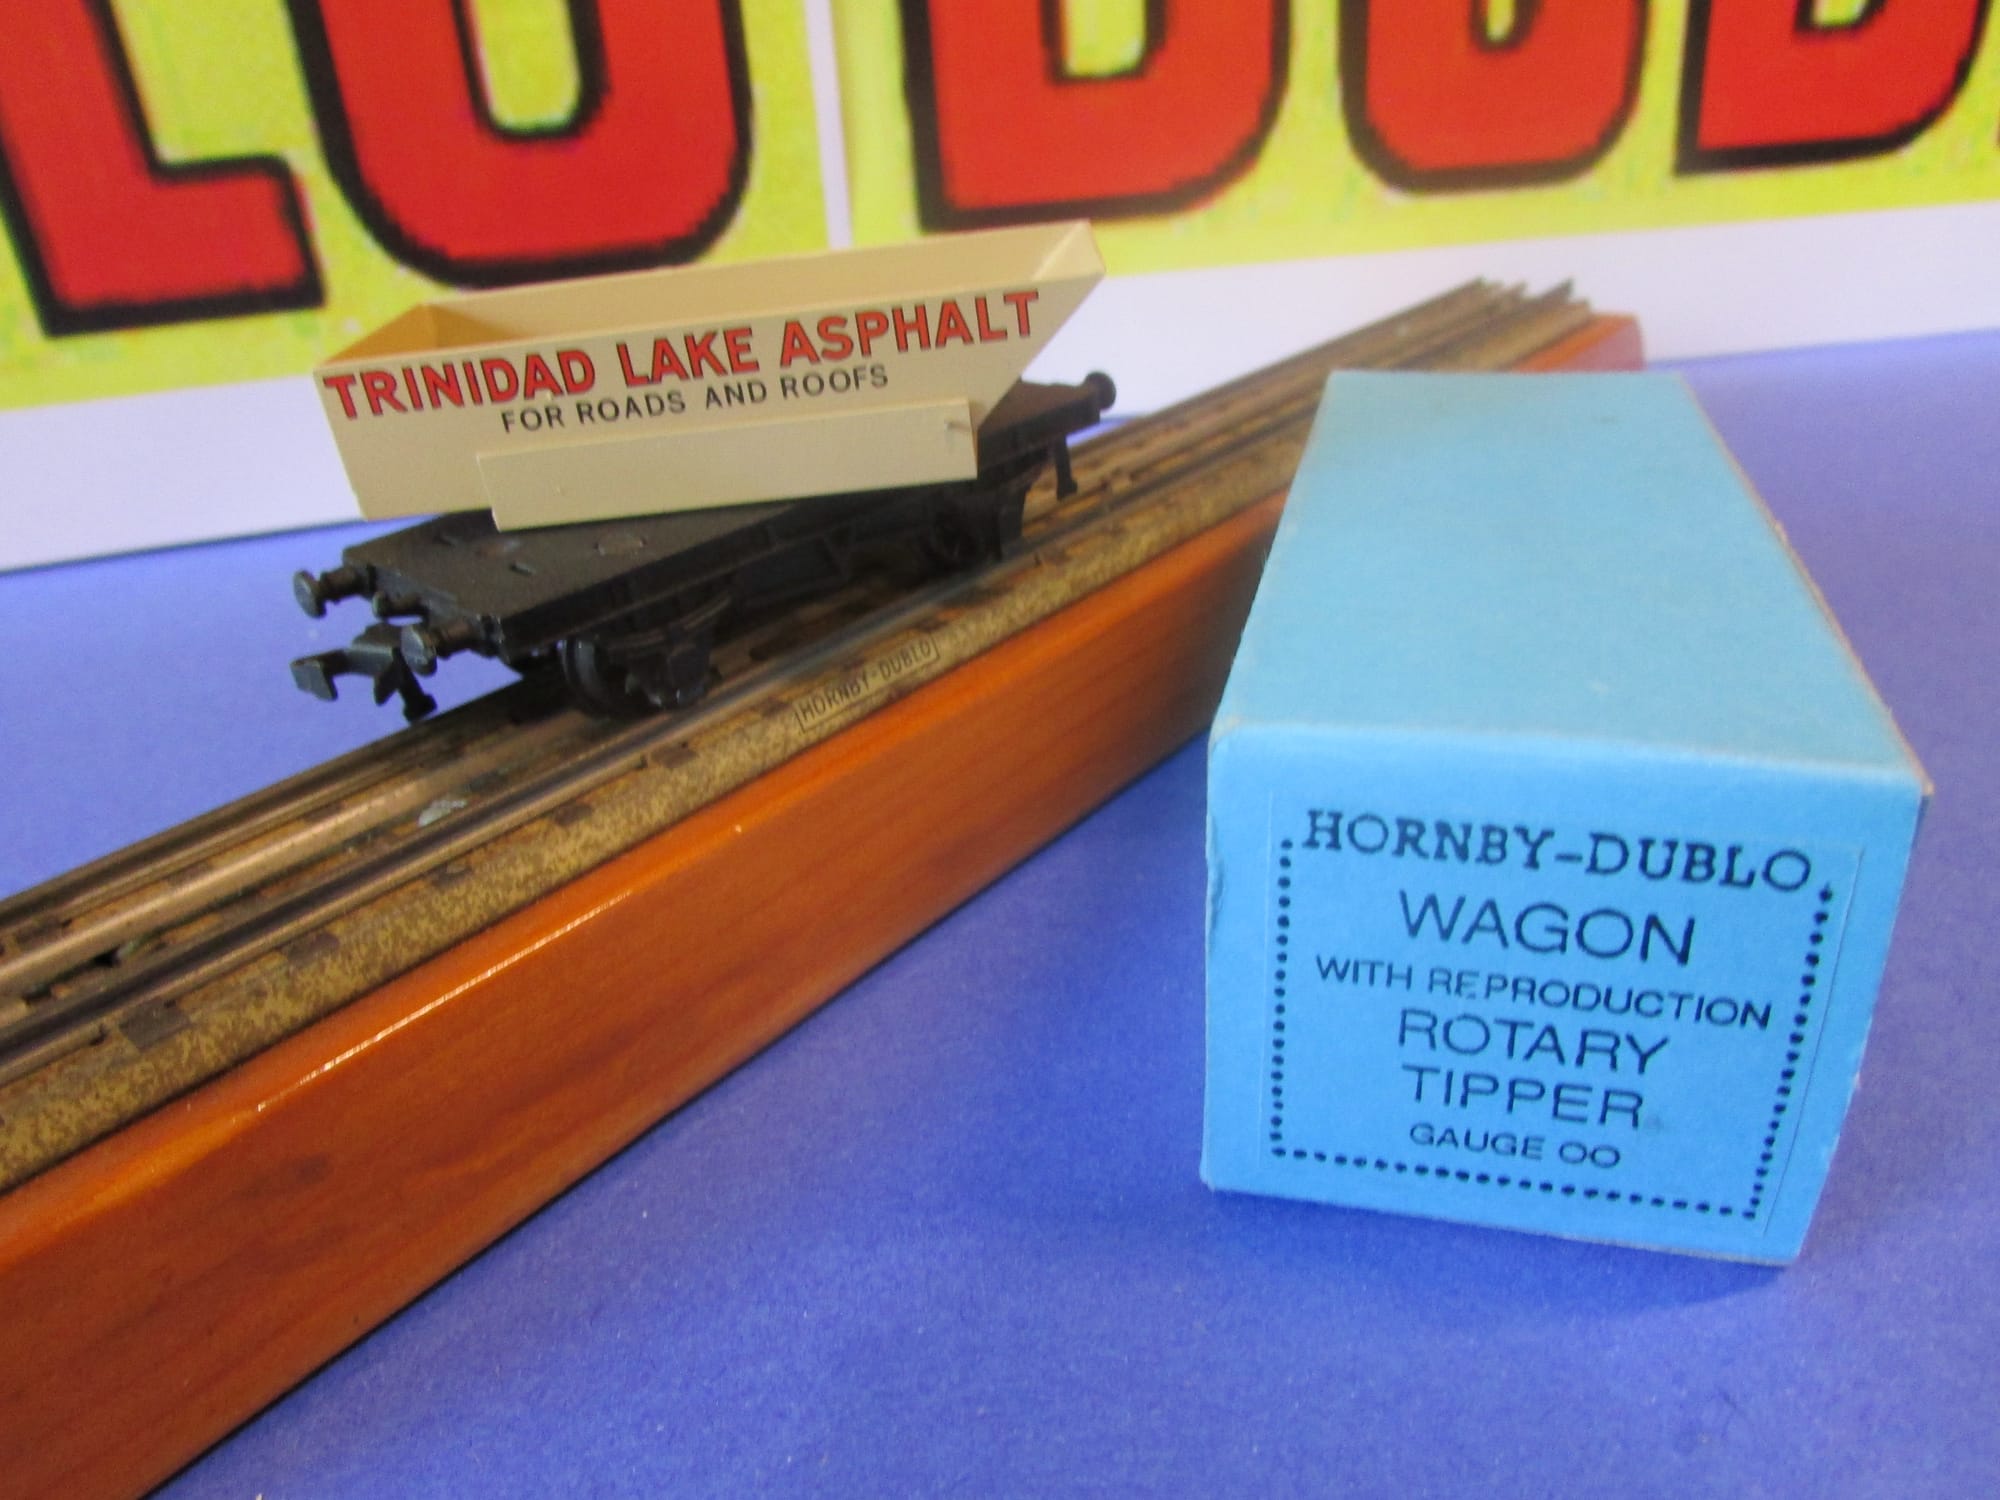 TRINIDAD LAKE ASPHALT
FOR ROADS AND ROOFS
HORNBY-DUBLO
HORNBY-DUBLO
WAGON
WITH REPRODUCTION
ROTARY
TIPPER
GAUGE OO